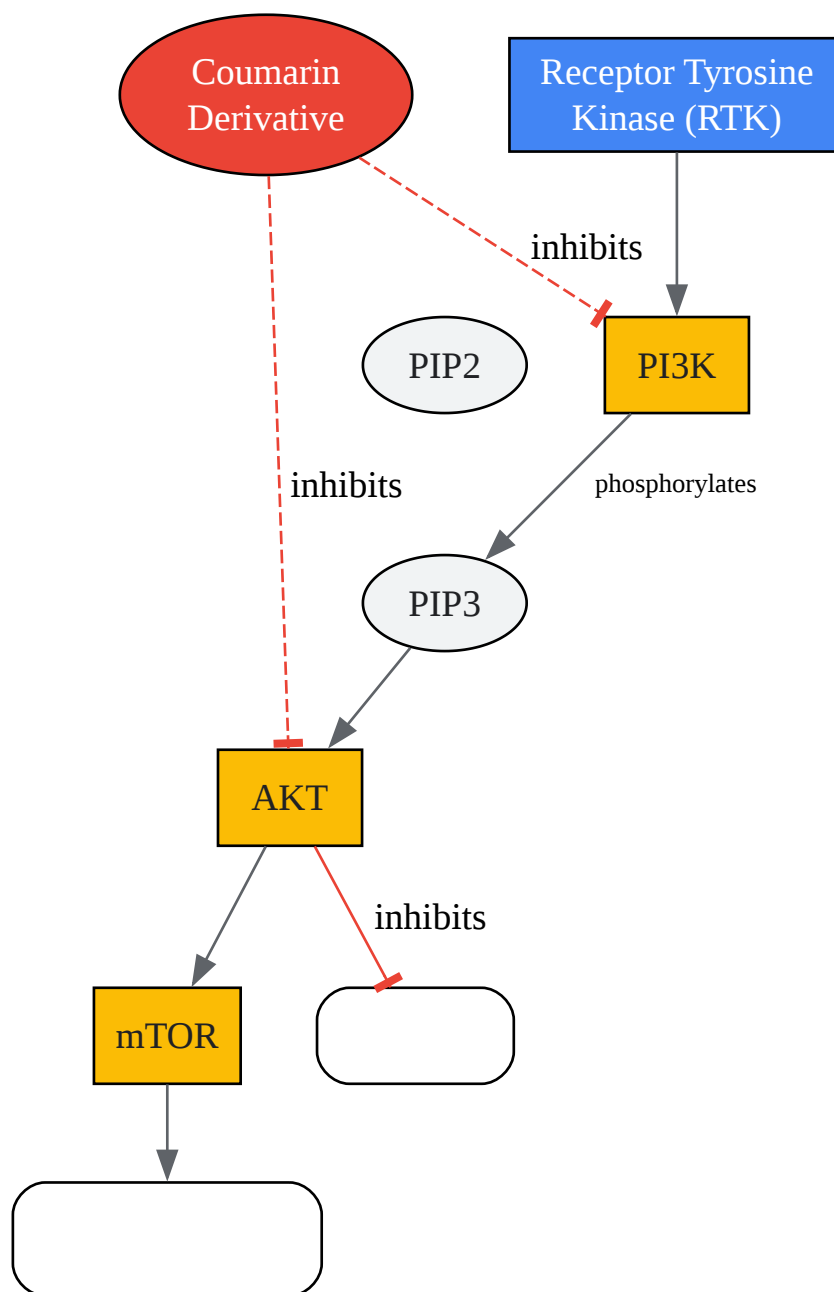 Coumarin
Derivative
Receptor Tyrosine
Kinase (RTK)
inhibits
PIP2
PI3K
inhibits
phosphorylates
PIP3
AKT
inhibits
mTOR